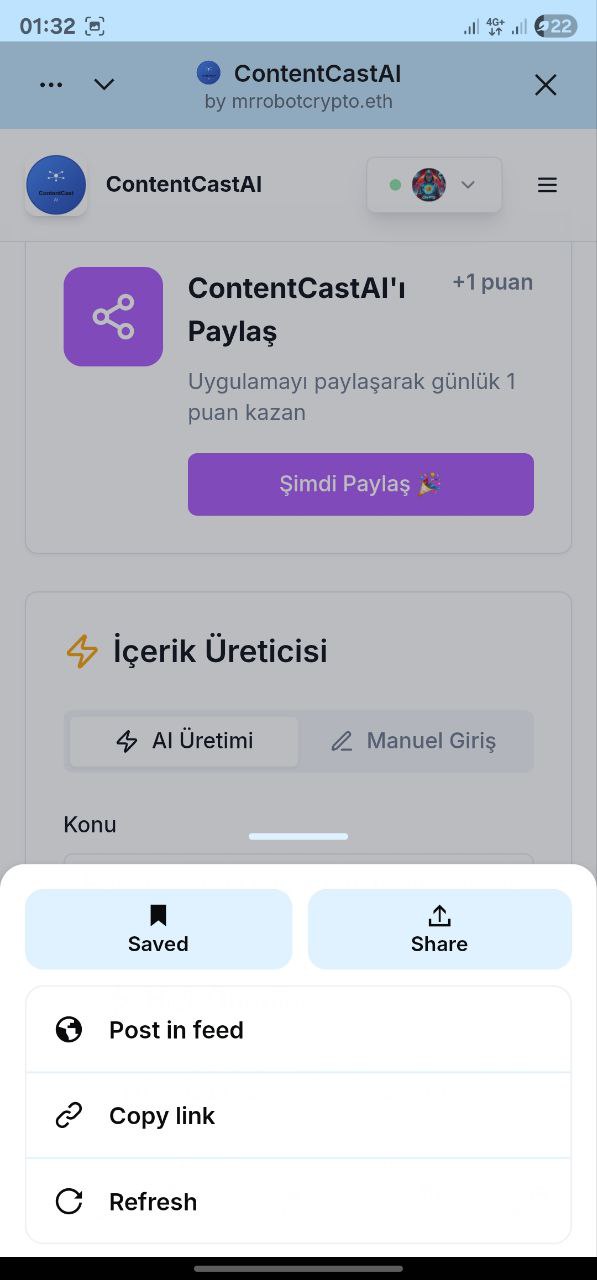 01:32
4G+
22
ContentCastAI
by mrrobotcrypto.eth
ContentCast
AI
ContentCastAI
ContentCastAI'ı
Paylaş
+1 puan
Uygulamayı paylaşarak günlük 1
puan kazan
Şimdi Paylaş 🎉
İçerik Üreticisi
AI Üretimi
Manuel Giriş
Konu
Saved
Share
Post in feed
Copy link
Refresh